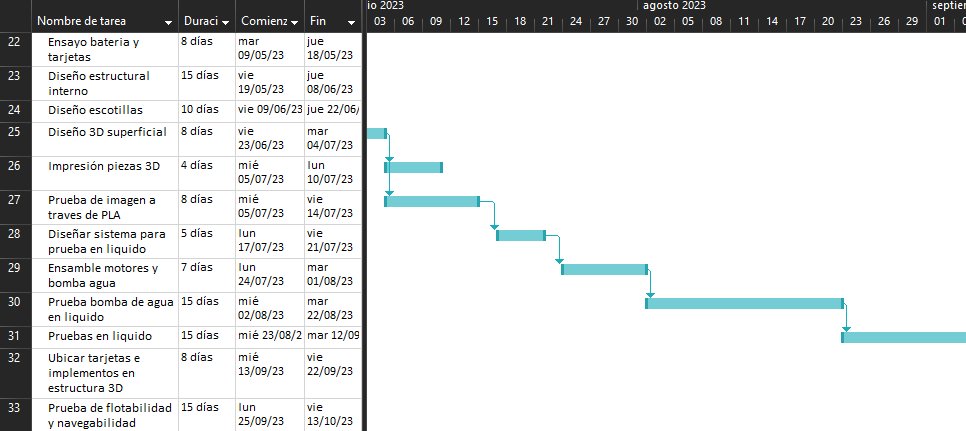 io 2023 agosto 2023 septien
Nombre de tarea Duraci Comienz Fin 03 06 09 12 15 18 21 24 27 30 02 05 08 11 14 17 20 23 26 29 01
22 Ensayo bateria y tarjetas 8 días mar 09/05/23 jue 18/05/23
23 Diseño estructural interno 15 días vie 19/05/23 jue 08/06/23
24 Diseño escotillas 10 días vie 09/06/23 jue 22/06/
25 Diseño 3D superficial 8 días vie 23/06/23 mar 04/07/23
26 Impresión piezas 3D 4 días mié 05/07/23 lun 10/07/23
27 Prueba de imagen a traves de PLA 8 días mié 05/07/23 vie 14/07/23
28 Diseñar sistema para prueba en liquido 5 días lun 17/07/23 vie 21/07/23
29 Ensamble motores y bomba agua 7 días lun 24/07/23 mar 01/08/23
30 Prueba bomba de agua en liquido 15 días mié 02/08/23 mar 22/08/23
31 Pruebas en liquido 15 días mié 23/08/2 mar 12/09
32 Ubicar tarjetas e implementos en estructura 3D 8 días mié 13/09/23 vie 22/09/23
33 Prueba de flotabilidad y navegabilidad 15 días lun 25/09/23 vie 13/10/23